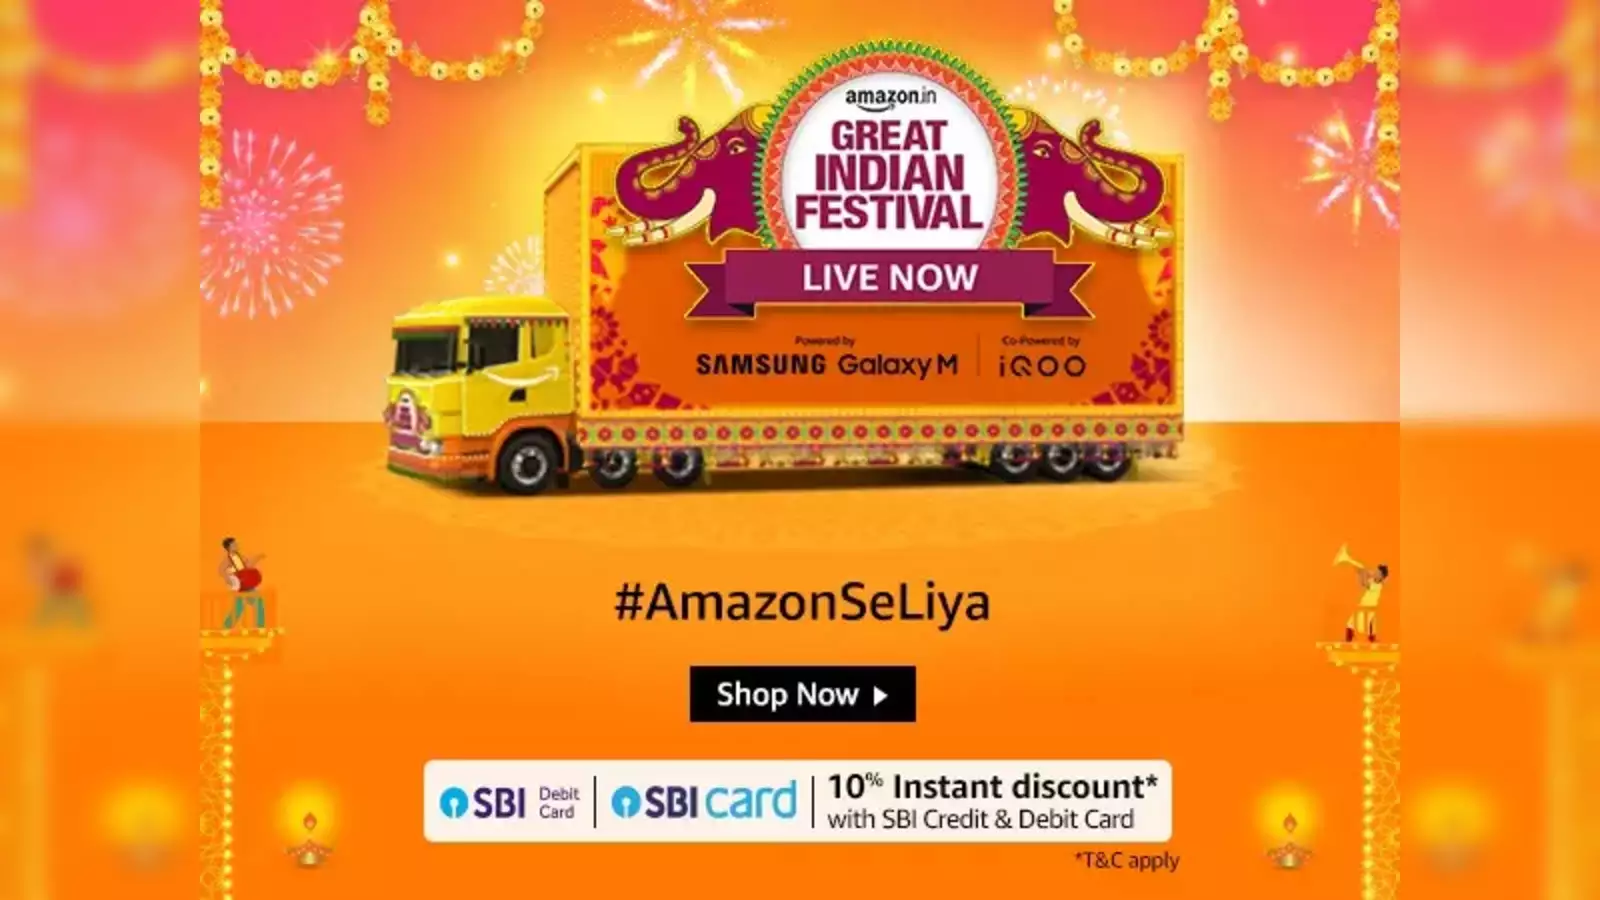 amazon.in
GREAT
INDIAN
FESTIVAL
LIVE NOW
Powered by
SAMSUNG Galaxy M
Co-Powered by
iQOO
#AmazonSeLiya
Shop Now
SBI Debit Card
SBI card
10% Instant discount*
with SBI Credit & Debit Card
*T&C apply